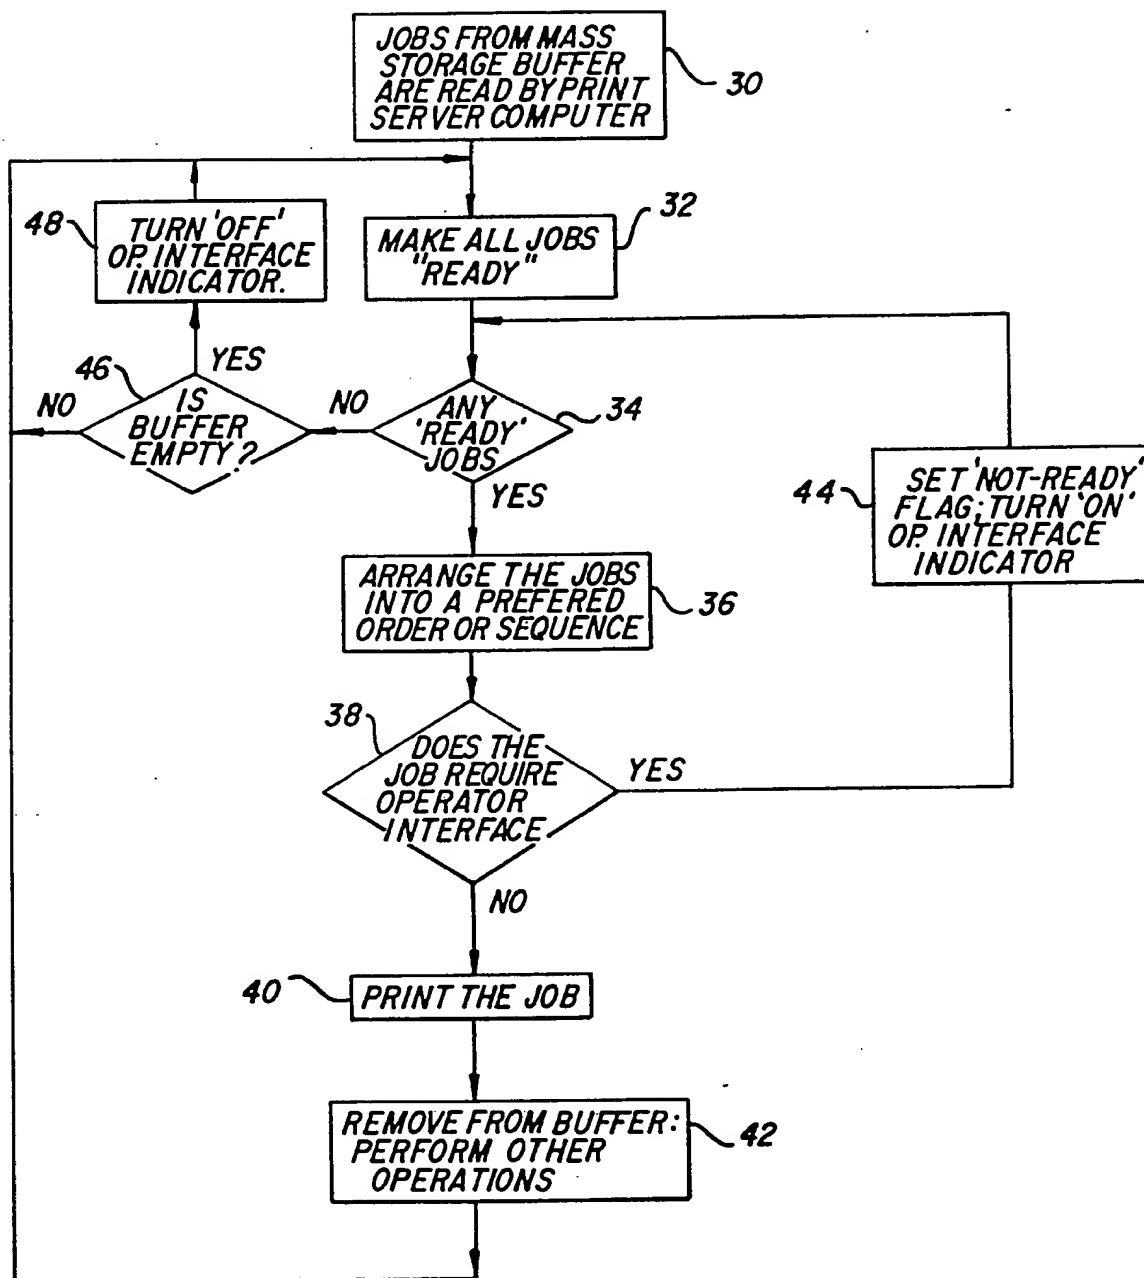 JOBS FROM MASS
STORAGE BUFFER
ARE READ BY PRINT
SERVER COMPUTER
30
48
TURN 'OFF'
OP. INTERFACE
INDICATOR.
32
MAKE ALL JOBS
"READY"
46
YES
NO
IS
BUFFER
EMPTY?
NO
ANY
'READY'
JOBS
34
YES
44
SET 'NOT-READY'
FLAG; TURN 'ON'
OP. INTERFACE
INDICATOR
ARRANGE THE JOBS
INTO A PREFERED
ORDER OR SEQUENCE
36
38
DOES THE
JOB REQUIRE
OPERATOR
INTERFACE
YES
NO
40
PRINT THE JOB
REMOVE FROM BUFFER:
PERFORM OTHER
OPERATIONS
42